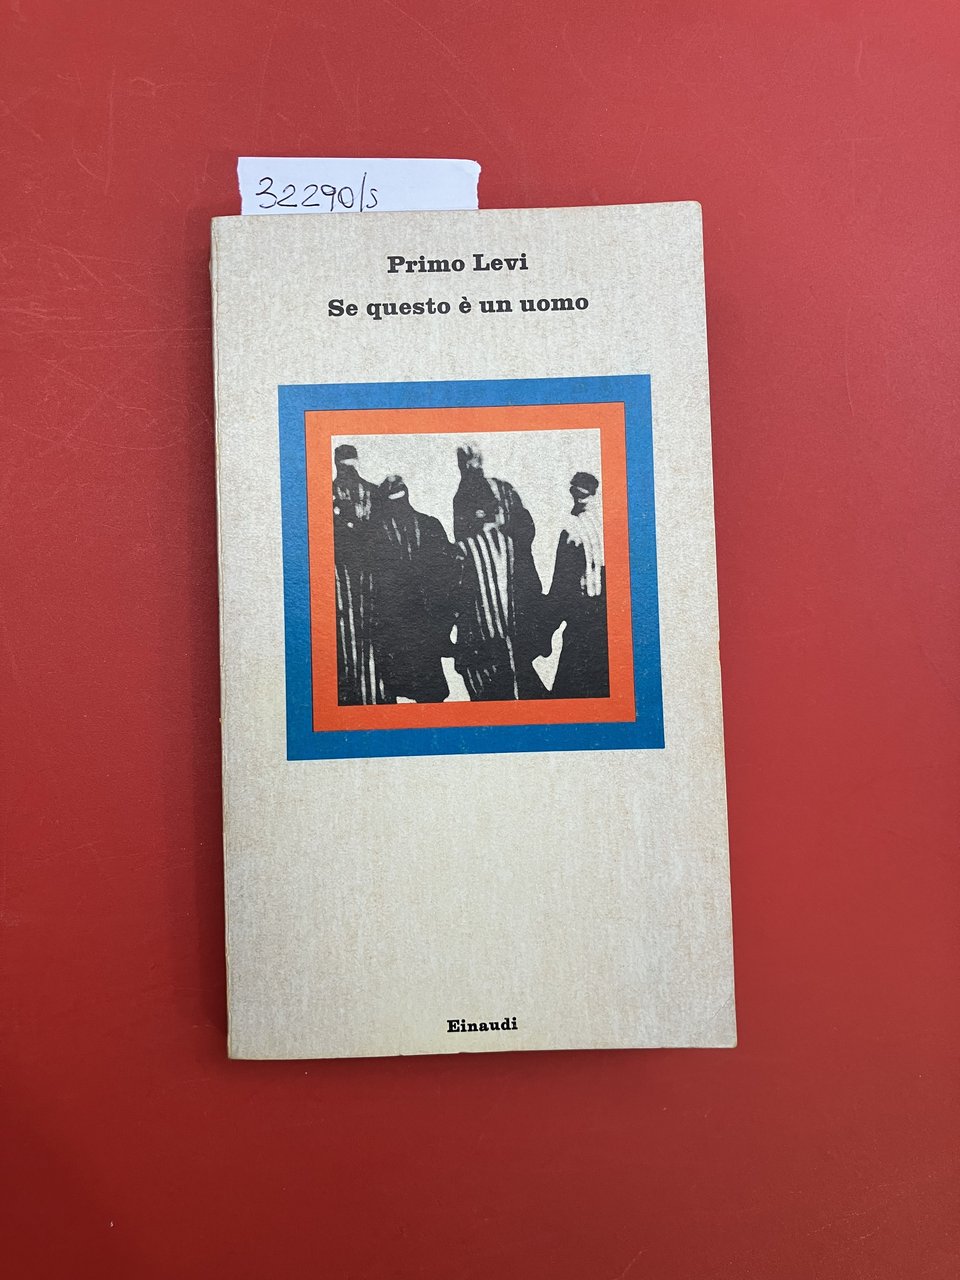 32290/s
Primo Levi
Se questo è un uomo
Einaudi